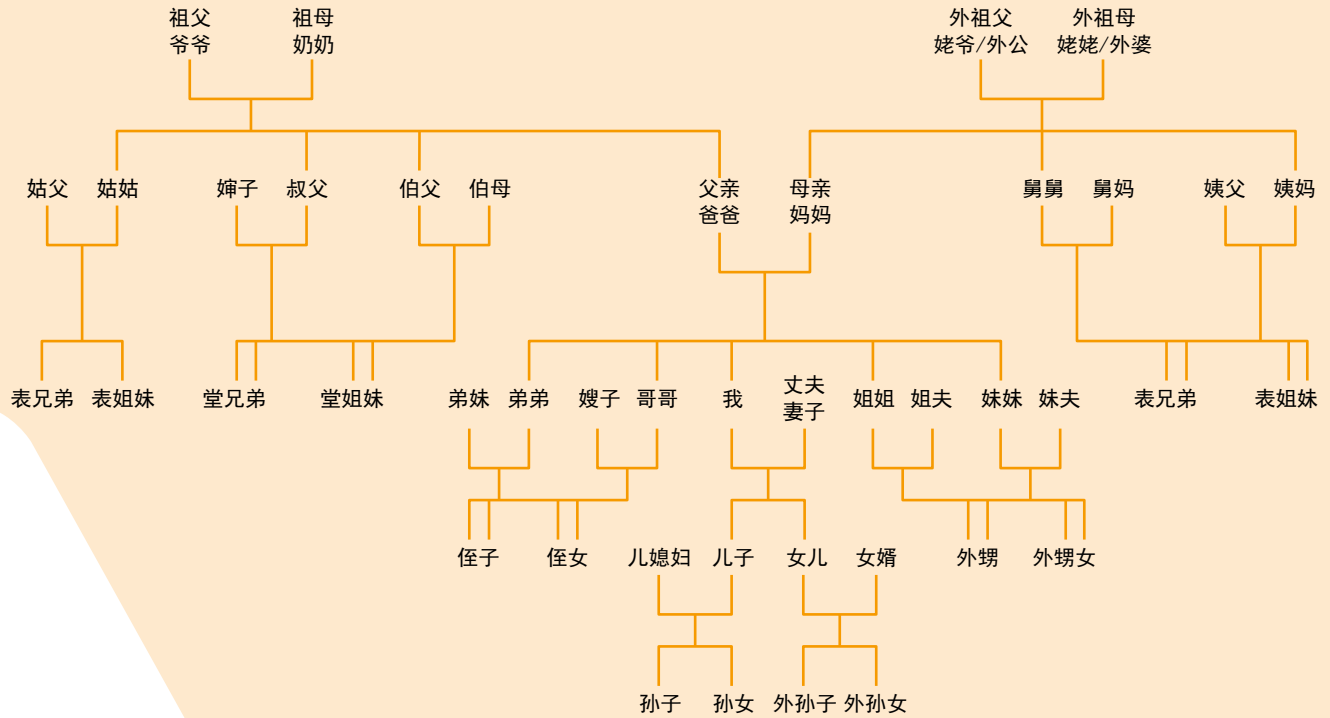 祖父 祖母 外祖父 外祖母
爷爷 奶奶 姥爷/外公 姥姥/外婆
姑父 姑姑 婶子 叔父 伯父 伯母 父亲 母亲 舅舅 舅妈 姨父 姨妈
爸爸 妈妈
丈夫
表兄弟 表姐妹 堂兄弟 堂姐妹 弟妹 弟弟 嫂子 哥哥 我 姐姐 姐夫 妹妹 妹夫 表兄弟 表姐妹
妻子
侄子 侄女 儿媳妇 儿子 女儿 女婿 外甥 外甥女
孙子 孙女 外孙子 外孙女